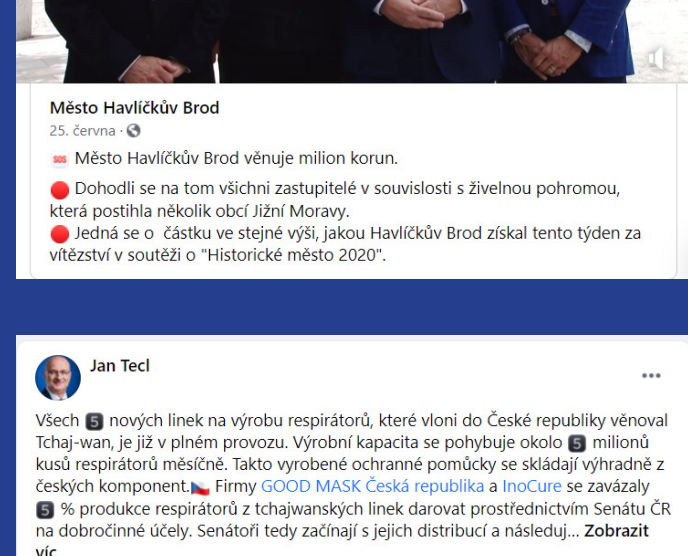 Město Havlíčkův Brod
25. června ·
SOS Město Havlíčkův Brod věnuje milion korun.
Dohodli se na tom všichni zastupitelé v souvislosti s živelnou pohromou,
která postihla několik obcí Jižní Moravy.
Jedná se o částku ve stejné výši, jakou Havlíčkův Brod získal tento týden za
vítězství v soutěži o "Historické město 2020".
Jan Tecl
Všech 5 nových linek na výrobu respirátorů, které vloni do České republiky věnoval
Tchaj-wan, je již v plném provozu. Výrobní kapacita se pohybuje okolo 5 milionů
kusů respirátorů měsíčně. Takto vyrobené ochranné pomůcky se skládají výhradně z
českých komponent. Firmy GOOD MASK Česká republika a InoCure se zavázaly
5 % produkce respirátorů z tchajwanských linek darovat prostřednictvím Senátu ČR
na dobročinné účely. Senátoři tedy začínají s jejich distribucí a následuj... Zobrazit
víc